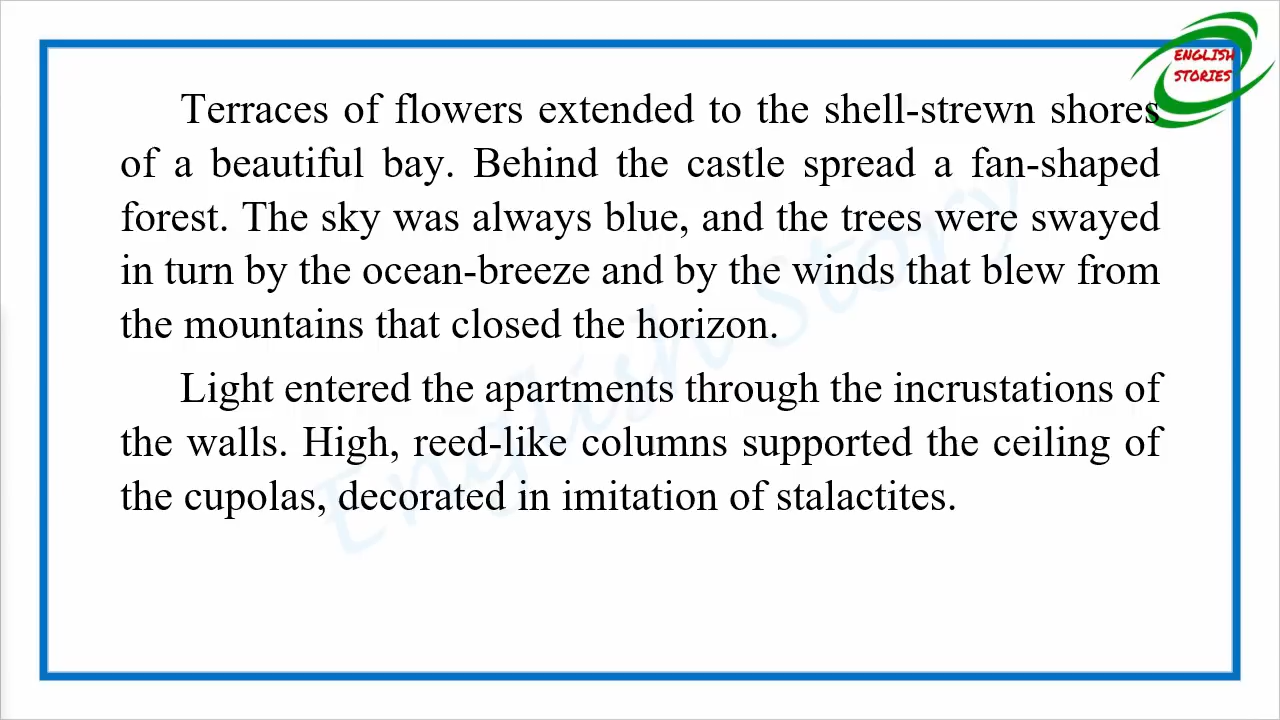 ENGLISH
STORIES
Terraces of flowers extended to the shell-strewn shores
of a beautiful bay. Behind the castle spread a fan-shaped
forest. The sky was always blue, and the trees were swayed
in turn by the ocean-breeze and by the winds that blew from
the mountains that closed the horizon.
Light entered the apartments through the incrustations of
the walls. High, reed-like columns supported the ceiling of
the cupolas, decorated in imitation of stalactites.
English Story